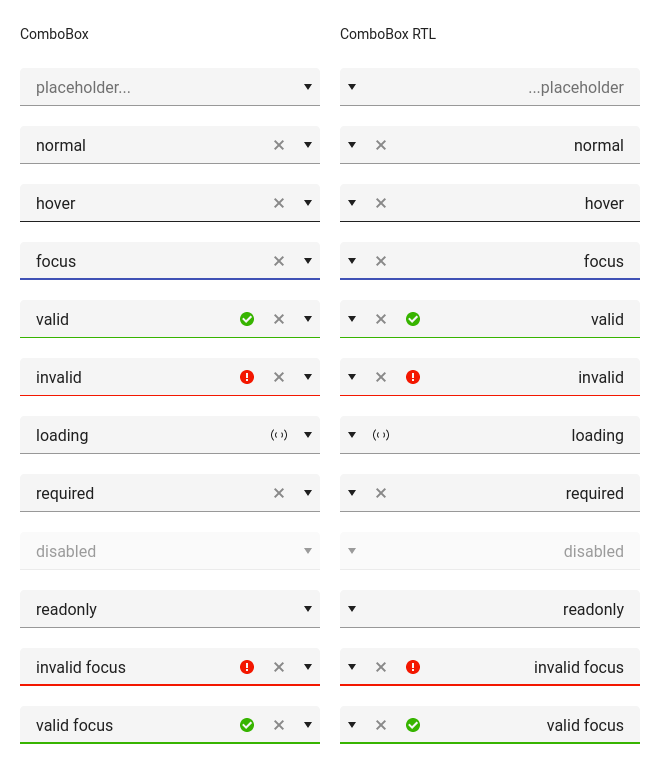 ComboBox
ComboBox RTL
placeholder...
...placeholder
normal
normal
hover
hover
focus
focus
valid
valid
invalid
invalid
loading
loading
required
required
disabled
disabled
readonly
readonly
invalid focus
invalid focus
valid focus
valid focus